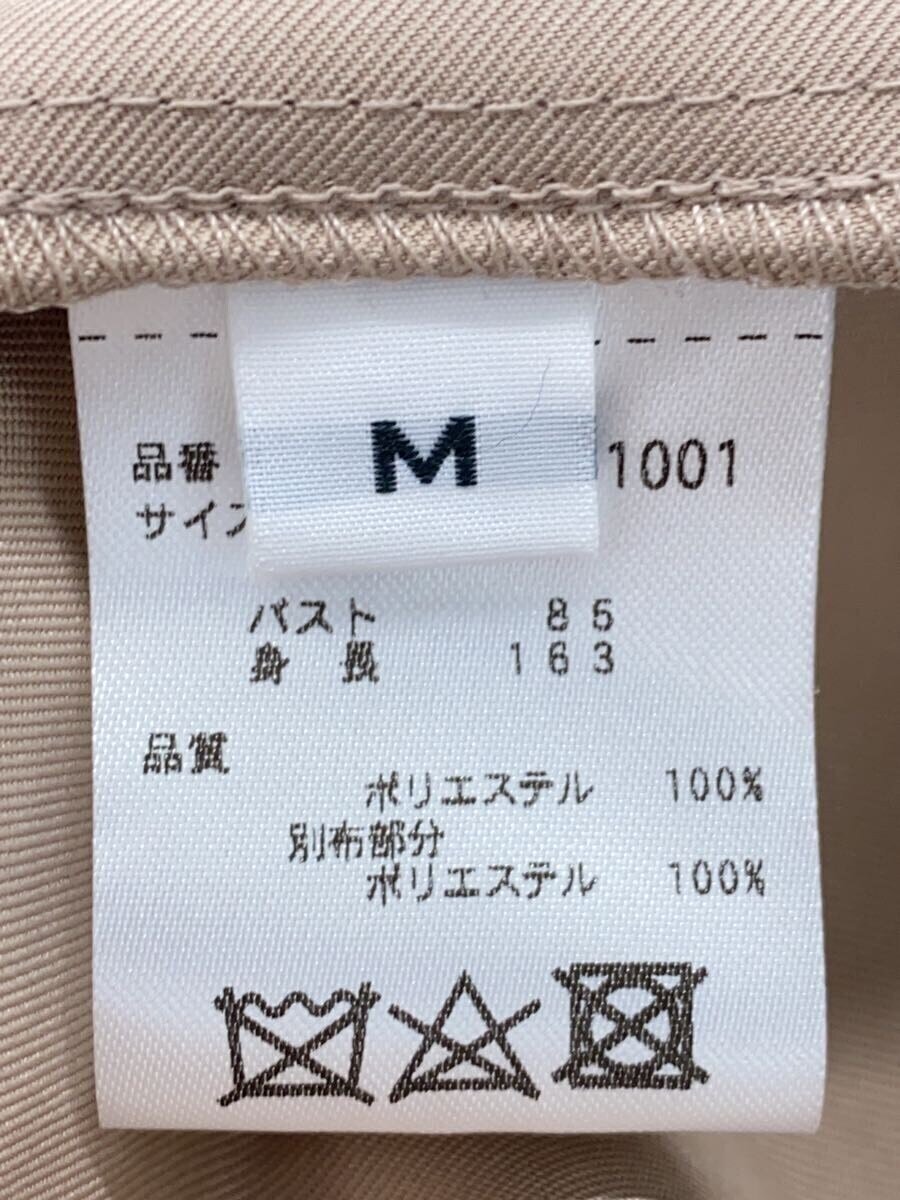 M
品番 1001
サイズ
バスト 85
身長 163
品質
ポリエステル 100%
別布部分
ポリエステル 100%